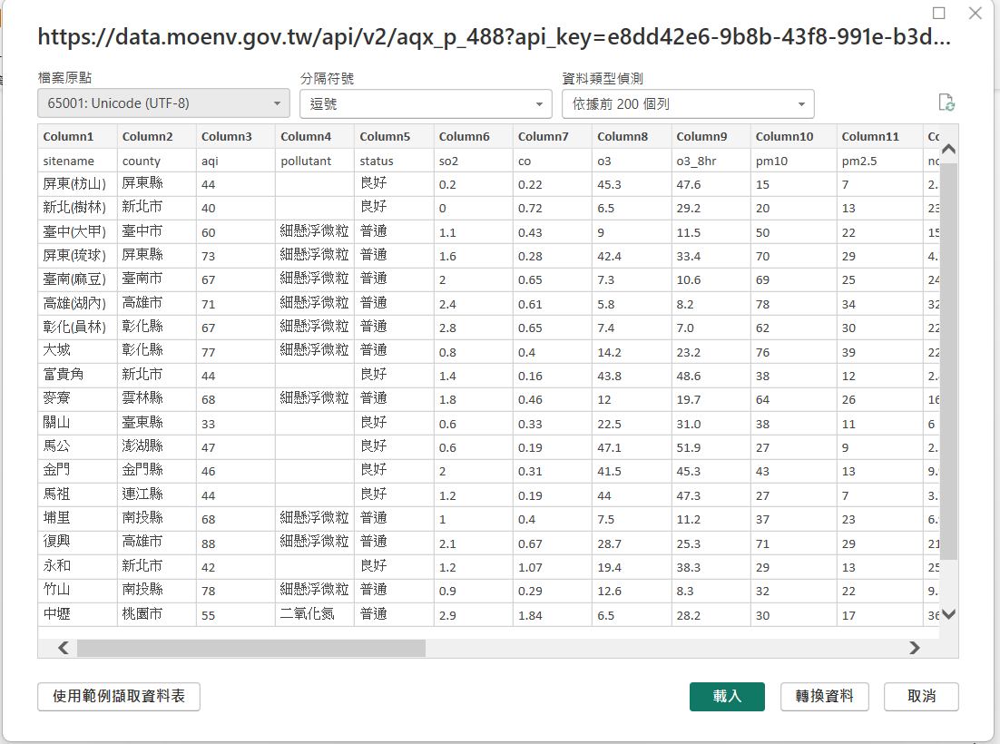 https://data.moenv.gov.tw/api/v2/aqx_p_488?api_key=e8dd42e6-9b8b-43f8-991e-b3d...
檔案原點 分隔符號 資料類型偵測
65001: Unicode (UTF-8) 逗號 依據前 200 個列
Column1 Column2 Column3 Column4 Column5 Column6 Column7 Column8 Column9 Column10 Column11
sitename county aqi pollutant status so2 co o3 o3_8hr pm10 pm2.5
屏東(枋山) 屏東縣 44 良好 0.2 0.22 45.3 47.6 15 7 2.
新北(樹林) 新北市 40 良好 0 0.72 6.5 29.2 20 13 23
臺中(大甲) 臺中市 60 細懸浮微粒 普通 1.1 0.43 9 11.5 50 22 15
屏東(琉球) 屏東縣 73 細懸浮微粒 普通 1.6 0.28 42.4 33.4 70 29 4.
臺南(麻豆) 臺南市 67 細懸浮微粒 普通 2 0.65 7.3 10.6 69 25 24
高雄(湖內) 高雄市 71 細懸浮微粒 普通 2.4 0.61 5.8 8.2 78 34 32
彰化(員林) 彰化縣 67 細懸浮微粒 普通 2.8 0.65 7.4 7.0 62 30 22
大城 彰化縣 77 細懸浮微粒 普通 0.8 0.4 14.2 23.2 76 39 22
富貴角 新北市 44 良好 1.4 0.16 43.8 48.6 38 12 2.
麥寮 雲林縣 68 細懸浮微粒 普通 1.8 0.46 12 19.7 64 26 16
關山 臺東縣 33 良好 0.6 0.33 22.5 31.0 38 11 6
馬公 澎湖縣 47 良好 0.6 0.19 47.1 51.9 27 9 2.
金門 金門縣 46 良好 2 0.31 41.5 45.3 43 13 9.
馬祖 連江縣 44 良好 1.2 0.19 44 47.3 27 7 3.
埔里 南投縣 68 細懸浮微粒 普通 1 0.4 7.5 11.2 37 23 6.
復興 高雄市 88 細懸浮微粒 普通 2.1 0.67 28.7 25.3 71 29 21
永和 新北市 42 良好 1.2 1.07 19.4 38.3 29 13 25
竹山 南投縣 78 細懸浮微粒 普通 0.9 0.29 12.6 8.3 32 22 9.
中壢 桃園市 55 二氧化氮 普通 2.9 1.84 6.5 28.2 30 17 36
使用範例擷取資料表 載入 轉換資料 取消